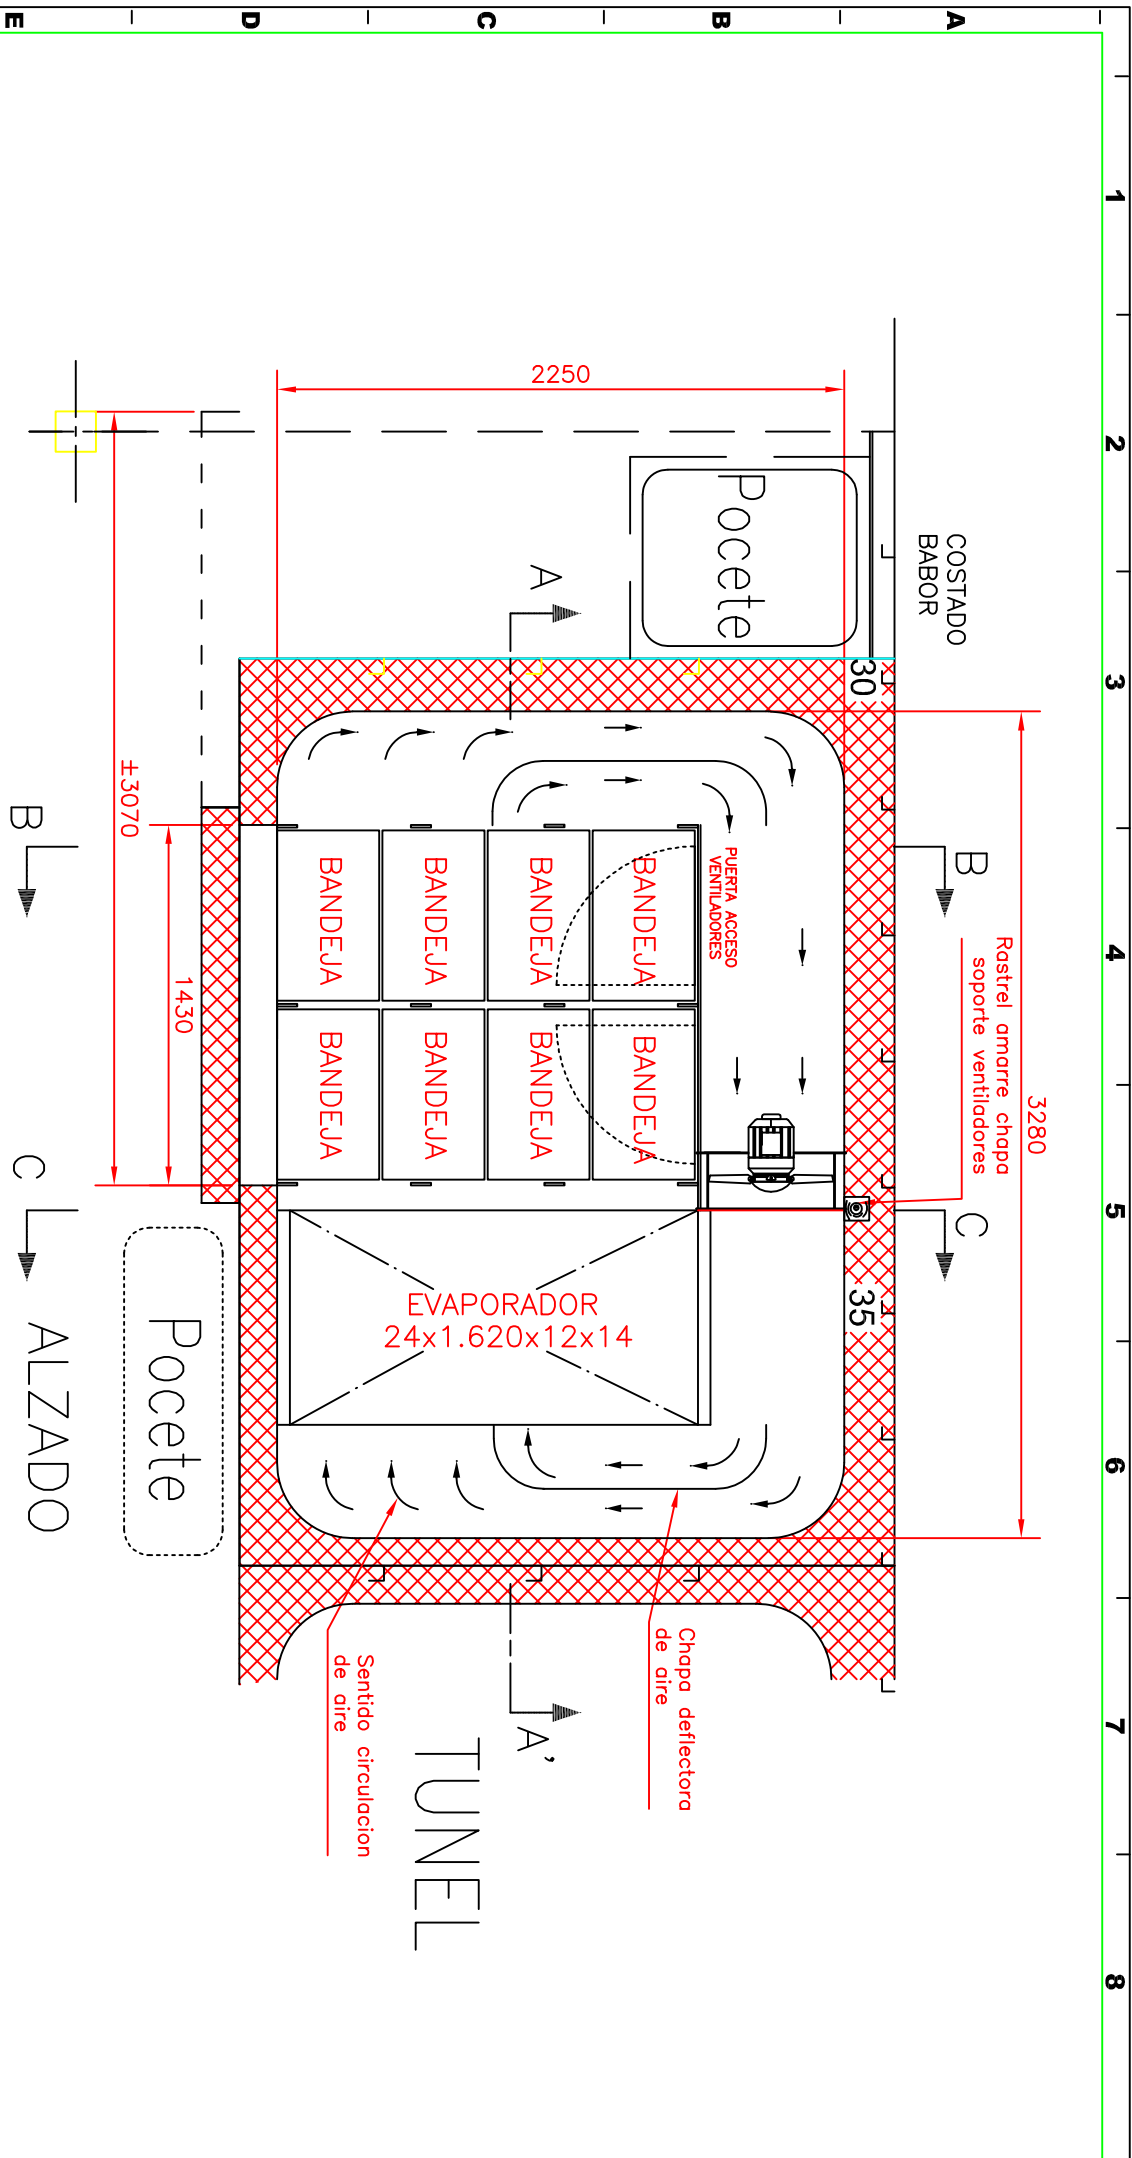 1
2
3
4
5
6
7
8
A
B
C
D
E
COSTADO
BABOR
3280
Rastrel amarre chapa
soporte ventiladores
B
C
30
35
Pocete
2250
A
PUERTA ACCESO
VENTILADORES
BANDEJA
BANDEJA
BANDEJA
BANDEJA
BANDEJA
BANDEJA
BANDEJA
BANDEJA
EVAPORADOR
24x1.620x12x14
Chapa deflectora
de aire
Sentido circulacion
de aire
A'
TUNEL
1430
±3070
Pocete
B
C
ALZADO